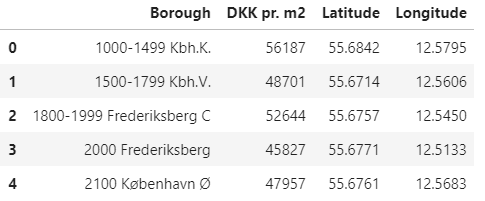 Borough DKK pr. m2 Latitude Longitude
0 1000-1499 Kbh.K. 56187 55.6842 12.5795
1 1500-1799 Kbh.V. 48701 55.6714 12.5606
2 1800-1999 Frederiksberg C 52644 55.6757 12.5450
3 2000 Frederiksberg 45827 55.6771 12.5133
4 2100 København Ø 47957 55.6761 12.5683